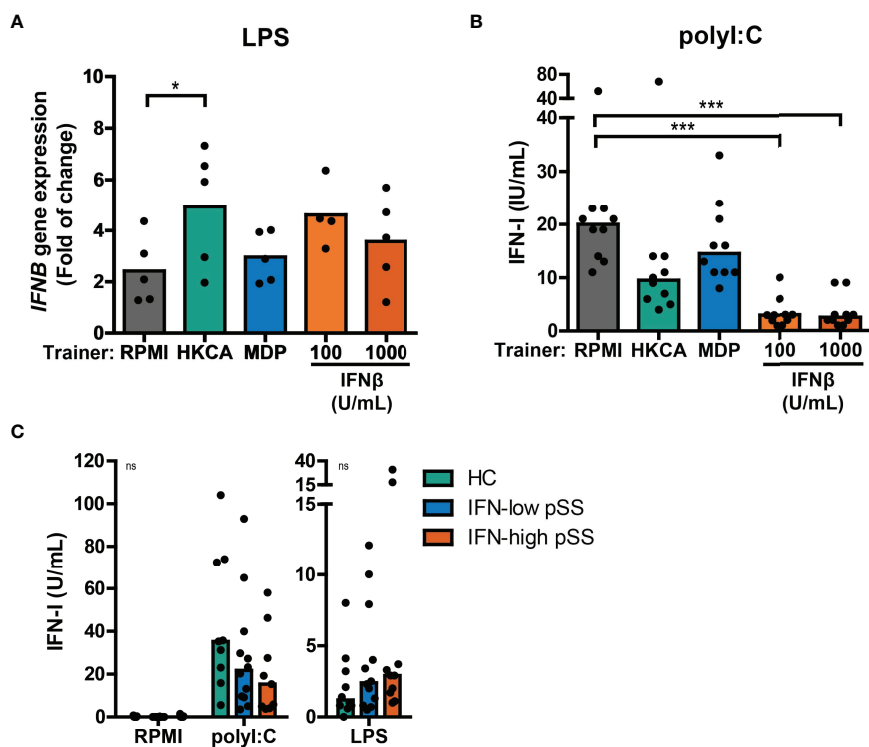 A
LPS
IFNB gene expression
(Fold of change)
10
8
6
4
2
0
*
Trainer: RPMI HKCA MDP 100 1000
IFNβ
(U/mL)
B
polyI:C
IFN-I (IU/mL)
80
40
40
30
20
10
0
***
***
Trainer: RPMI HKCA MDP 100 1000
IFNβ
(U/mL)
C
IFN-I (U/mL)
120
100
80
60
40
20
0
ns
RPMI polyI:C
40
15
15
10
5
0
ns
LPS
HC
IFN-low pSS
IFN-high pSS